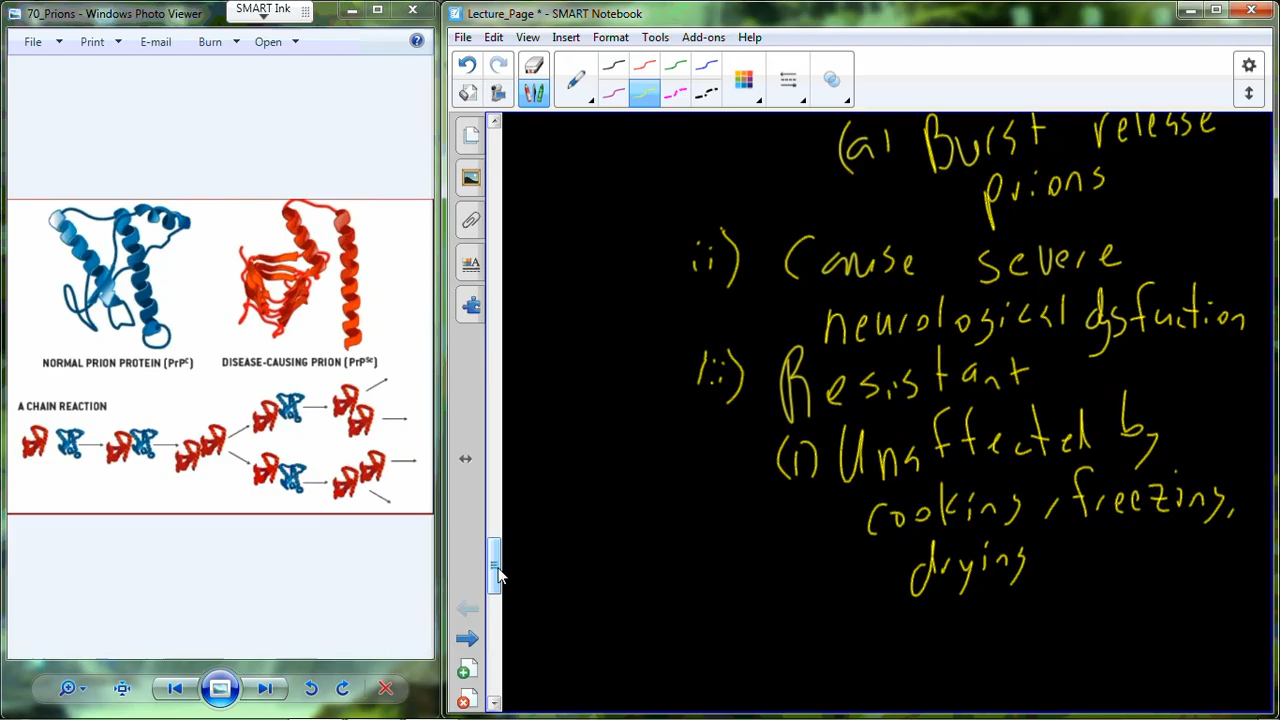 70_Prions - Windows Photo Viewer
SMART Ink
File Print E-mail Burn Open
NORMAL PRION PROTEIN (PrPC)
DISEASE-CAUSING PRION (PrPSc)
A CHAIN REACTION
Lecture_Page * - SMART Notebook
File Edit View Insert Format Tools Add-ons Help
(a) Burst release
prions
ii) Cause severe
neurological dysfuction
iii) Resistant
(i) Unaffected by
cooking, freezing,
drying